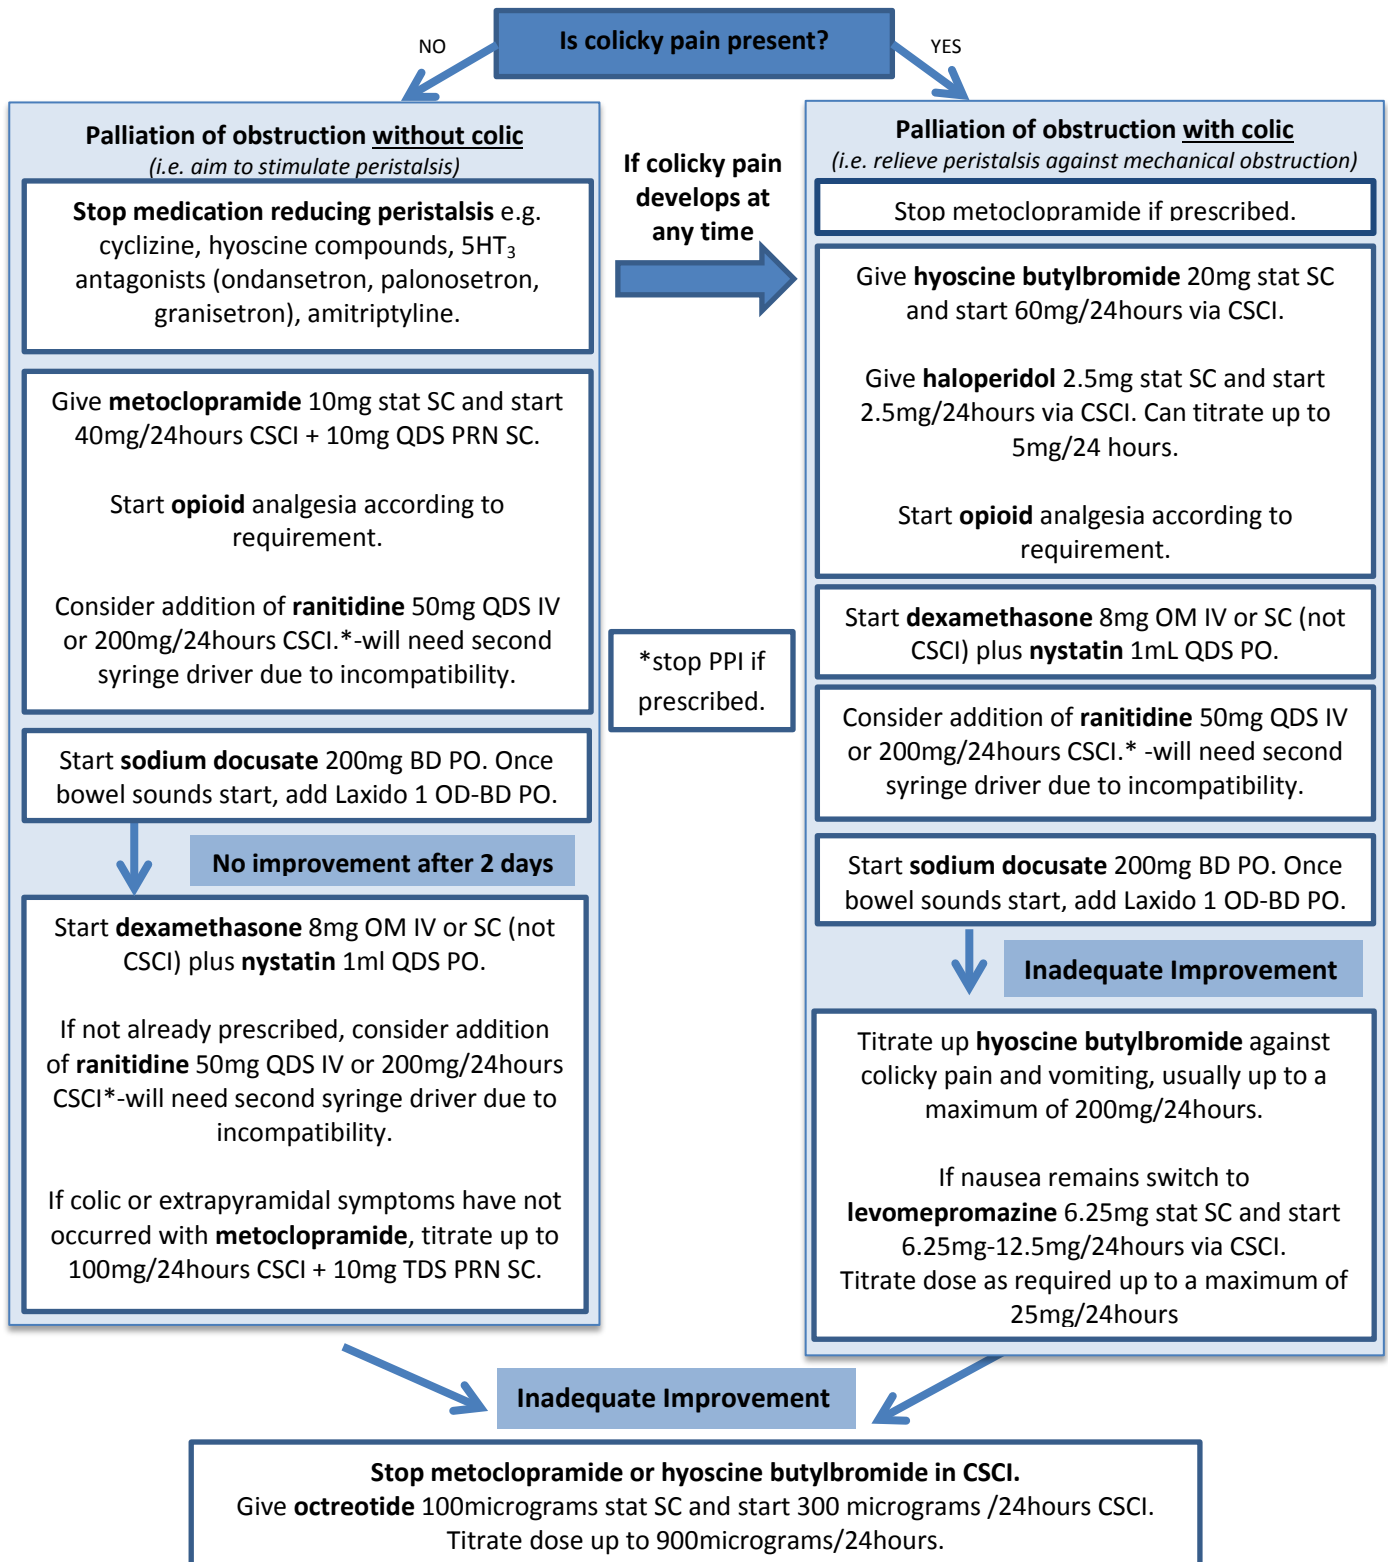 Is colicky pain present?
NO
YES
Palliation of obstruction without colic
(i.e. aim to stimulate peristalsis)
Stop medication reducing peristalsis e.g.
cyclizine, hyoscine compounds, 5HT3
antagonists (ondansetron, palonosetron,
granisetron), amitriptyline.
Give metoclopramide 10mg stat SC and start
40mg/24hours CSCI + 10mg QDS PRN SC.
Start opioid analgesia according to
requirement.
Consider addition of ranitidine 50mg QDS IV
or 200mg/24hours CSCI.*-will need second
syringe driver due to incompatibility.
Start sodium docusate 200mg BD PO. Once
bowel sounds start, add Laxido 1 OD-BD PO.
No improvement after 2 days
Start dexamethasone 8mg OM IV or SC (not
CSCI) plus nystatin 1ml QDS PO.
If not already prescribed, consider addition
of ranitidine 50mg QDS IV or 200mg/24hours
CSCI*-will need second syringe driver due to
incompatibility.
If colic or extrapyramidal symptoms have not
occurred with metoclopramide, titrate up to
100mg/24hours CSCI + 10mg TDS PRN SC.
If colicky pain
develops at
any time
*stop PPI if
prescribed.
Palliation of obstruction with colic
(i.e. relieve peristalsis against mechanical obstruction)
Stop metoclopramide if prescribed.
Give hyoscine butylbromide 20mg stat SC
and start 60mg/24hours via CSCI.
Give haloperidol 2.5mg stat SC and start
2.5mg/24hours via CSCI. Can titrate up to
5mg/24 hours.
Start opioid analgesia according to
requirement.
Start dexamethasone 8mg OM IV or SC (not
CSCI) plus nystatin 1mL QDS PO.
Consider addition of ranitidine 50mg QDS IV
or 200mg/24hours CSCI.* -will need second
syringe driver due to incompatibility.
Start sodium docusate 200mg BD PO. Once
bowel sounds start, add Laxido 1 OD-BD PO.
Inadequate Improvement
Titrate up hyoscine butylbromide against
colicky pain and vomiting, usually up to a
maximum of 200mg/24hours.
If nausea remains switch to
levomepromazine 6.25mg stat SC and start
6.25mg-12.5mg/24hours via CSCI.
Titrate dose as required up to a maximum of
25mg/24hours
Inadequate Improvement
Stop metoclopramide or hyoscine butylbromide in CSCI.
Give octreotide 100micrograms stat SC and start 300 micrograms /24hours CSCI.
Titrate dose up to 900micrograms/24hours.